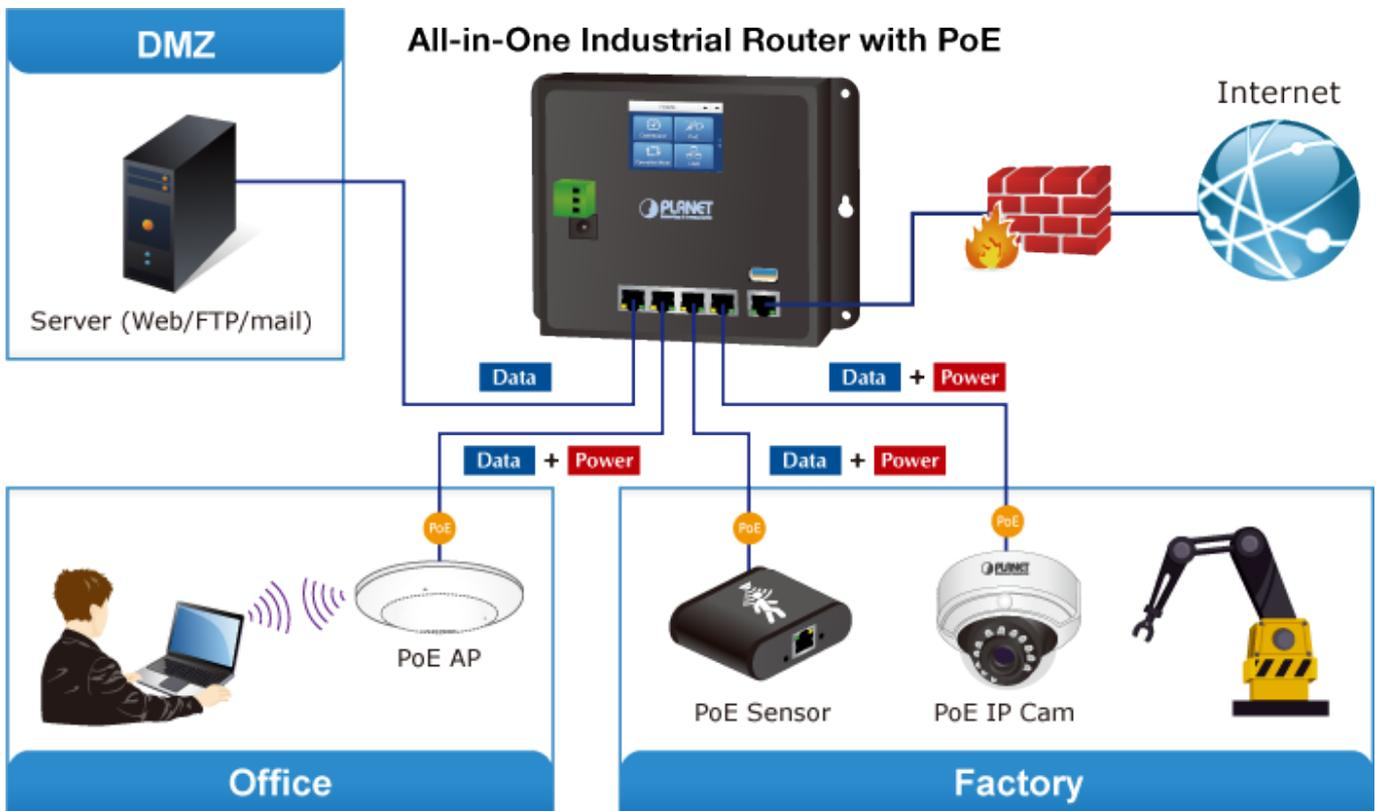 DMZ
All-in-One Industrial Router with PoE
Internet
PLANET
Server (Web/FTP/mail)
Data
Data + Power
Data + Power
Data + Power
PoE
PoE
PoE
PLANET
PoE AP
PoE Sensor
PoE IP Cam
Office
Factory